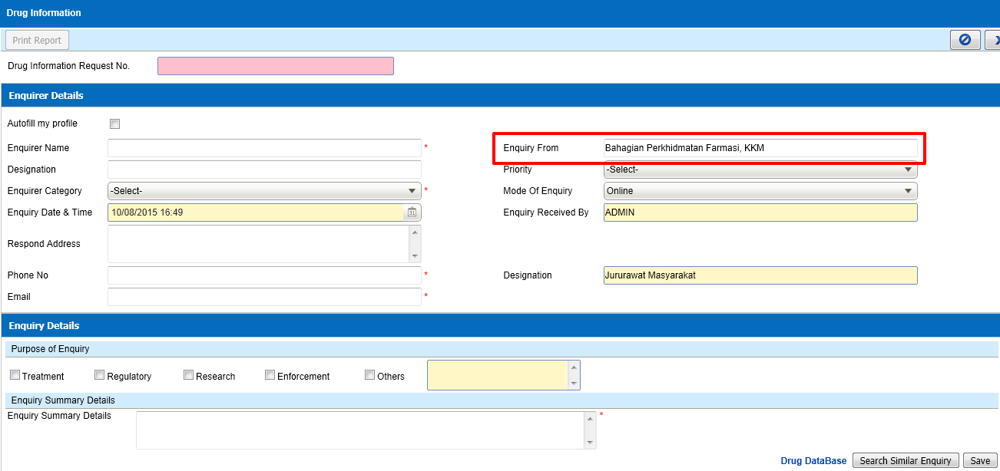 Drug Information
Print Report
Drug Information Request No.
Enquirer Details
Autofill my profile
Enquirer Name * Enquiry From Bahagian Perkhidmatan Farmasi, KKM
Designation Priority -Select-
Enquirer Category -Select- * Mode Of Enquiry Online
Enquiry Date & Time 10/08/2015 16:49 31 Enquiry Received By ADMIN
Respond Address
Phone No * Designation Jururawat Masyarakat
Email *
Enquiry Details
Purpose of Enquiry
Treatment Regulatory Research Enforcement Others
Enquiry Summary Details
Enquiry Summary Details *
Drug DataBase Search Similar Enquiry Save